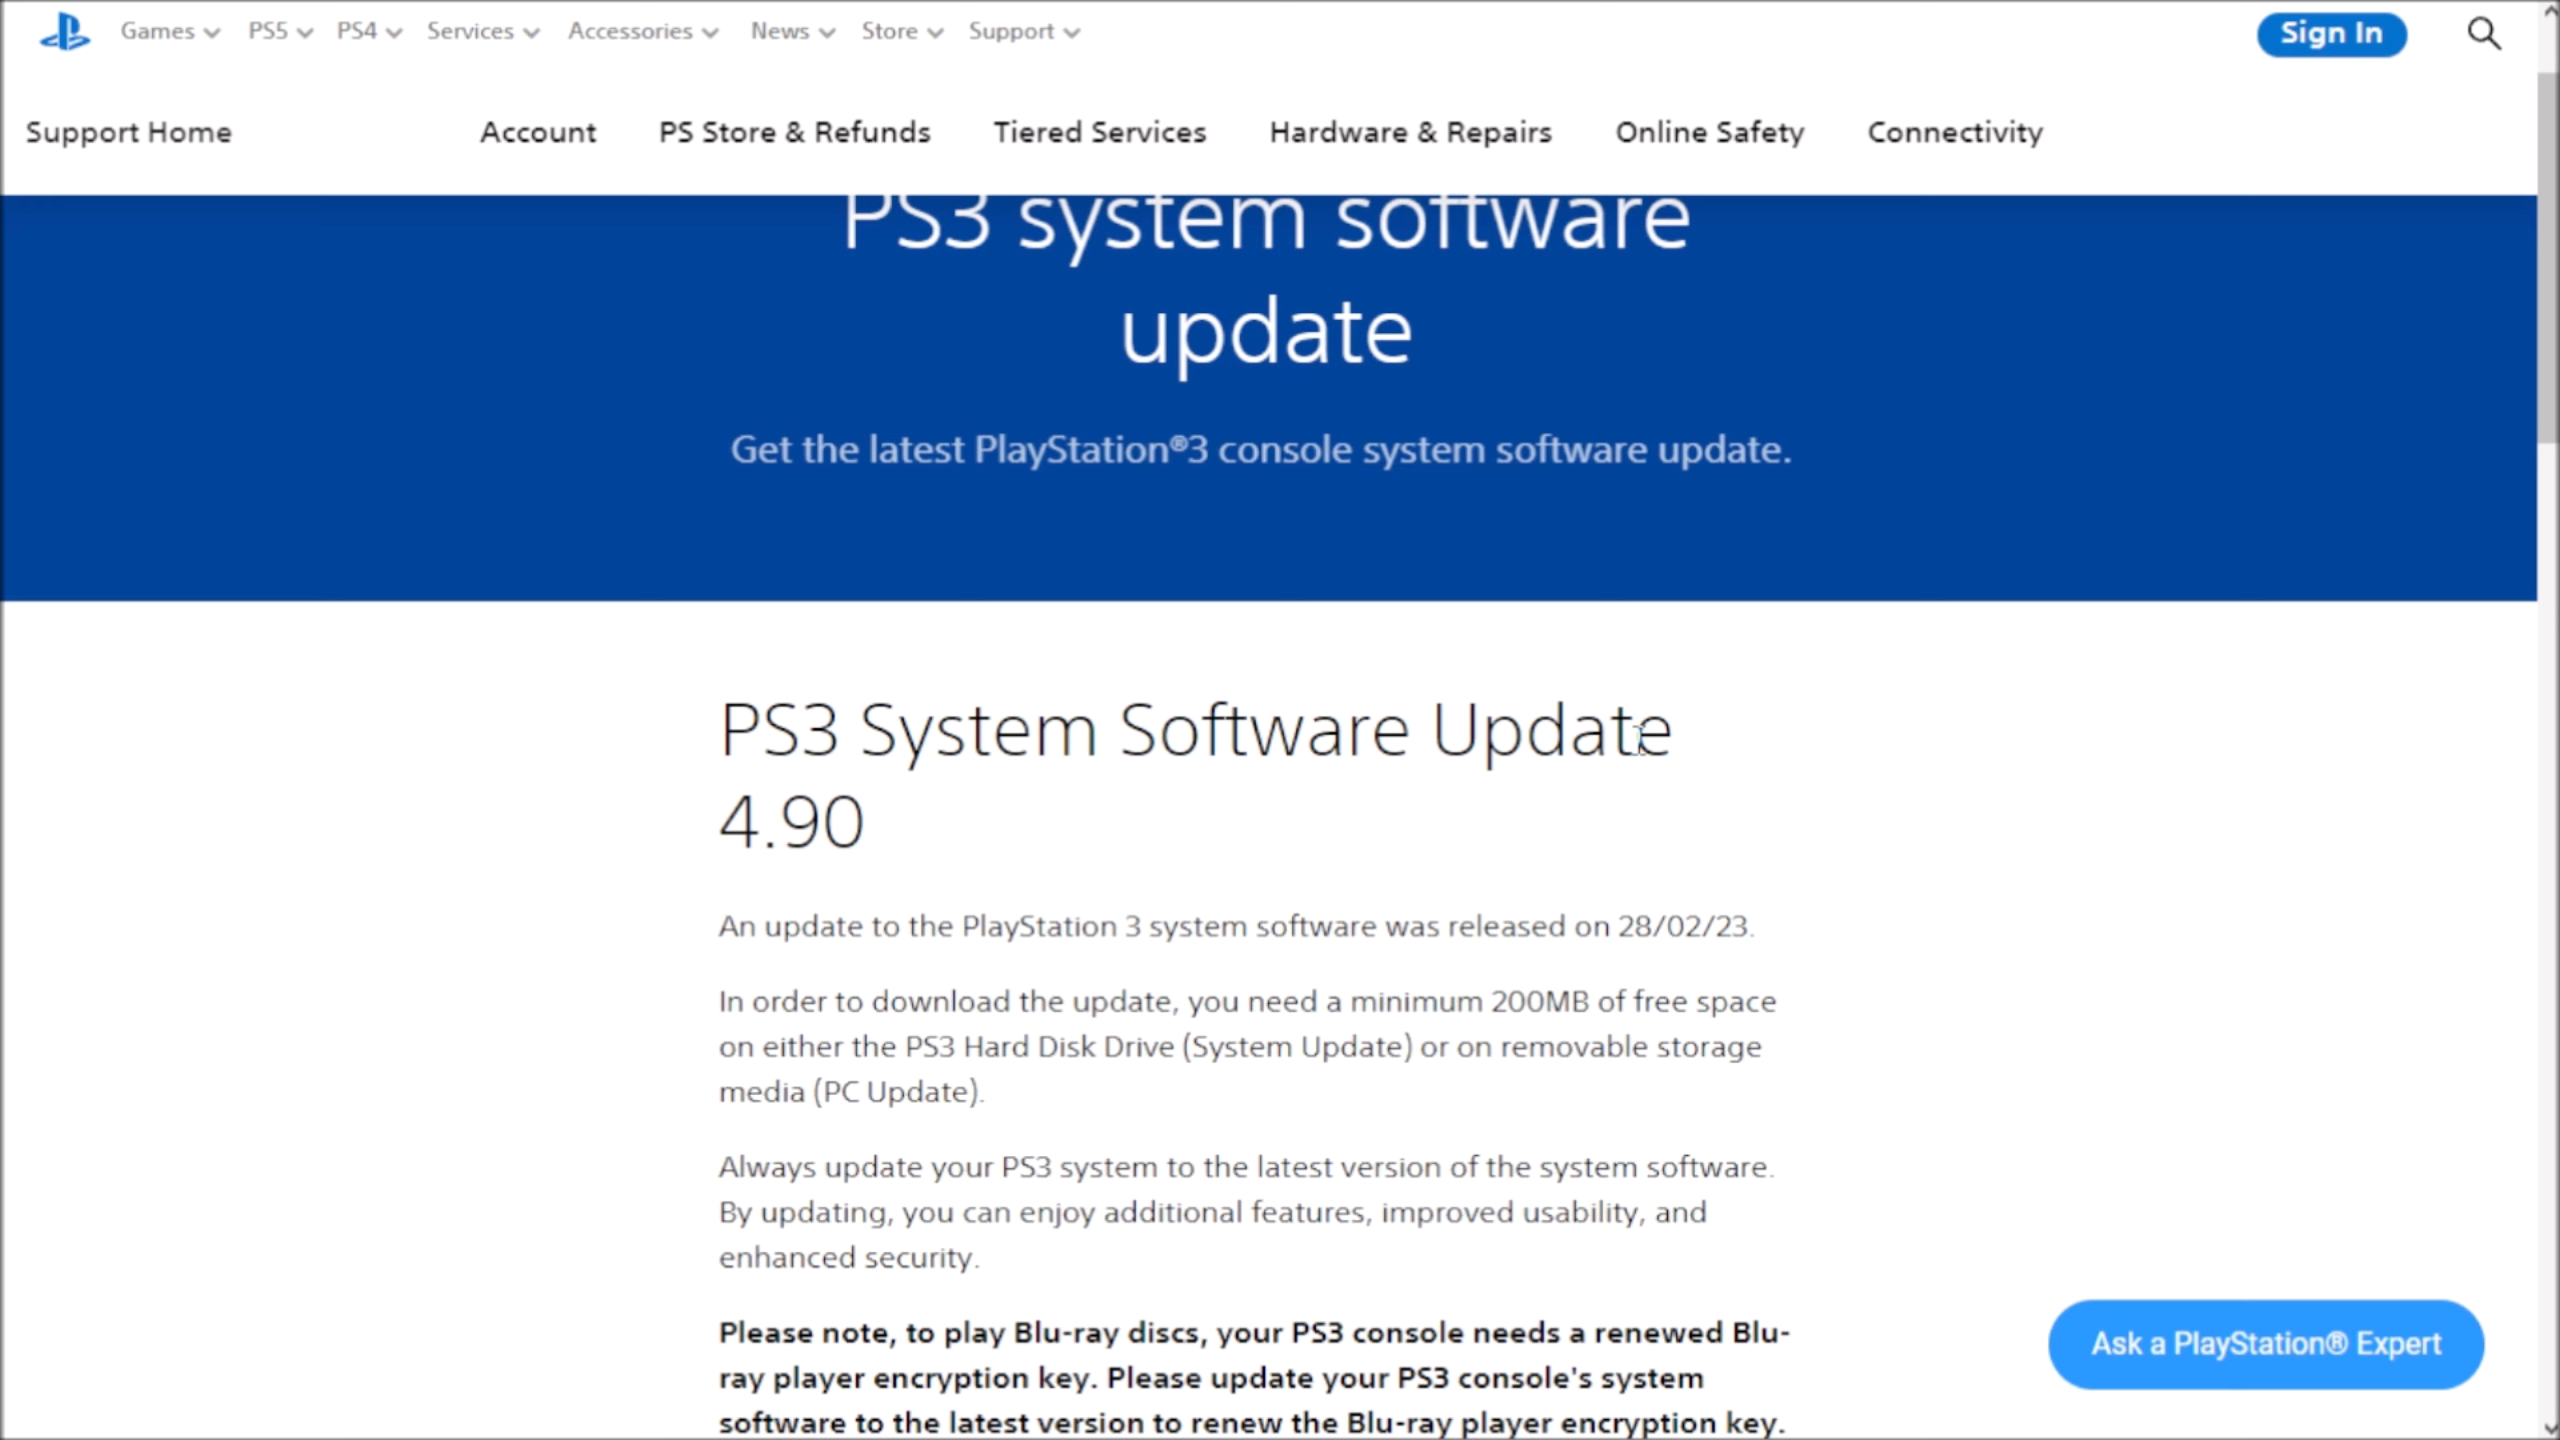 Games PS5 PS4 Services Accessories News Store Support Sign In
Support Home Account PS Store & Refunds Tiered Services Hardware & Repairs Online Safety Connectivity
PS3 system software
update
Get the latest PlayStation®3 console system software update.
PS3 System Software Update
4.90
An update to the PlayStation 3 system software was released on 28/02/23.
In order to download the update, you need a minimum 200MB of free space
on either the PS3 Hard Disk Drive (System Update) or on removable storage
media (PC Update).
Always update your PS3 system to the latest version of the system software.
By updating, you can enjoy additional features, improved usability, and
enhanced security.
Please note, to play Blu-ray discs, your PS3 console needs a renewed Blu-
ray player encryption key. Please update your PS3 console's system
software to the latest version to renew the Blu-ray player encryption key.
Ask a PlayStation® Expert